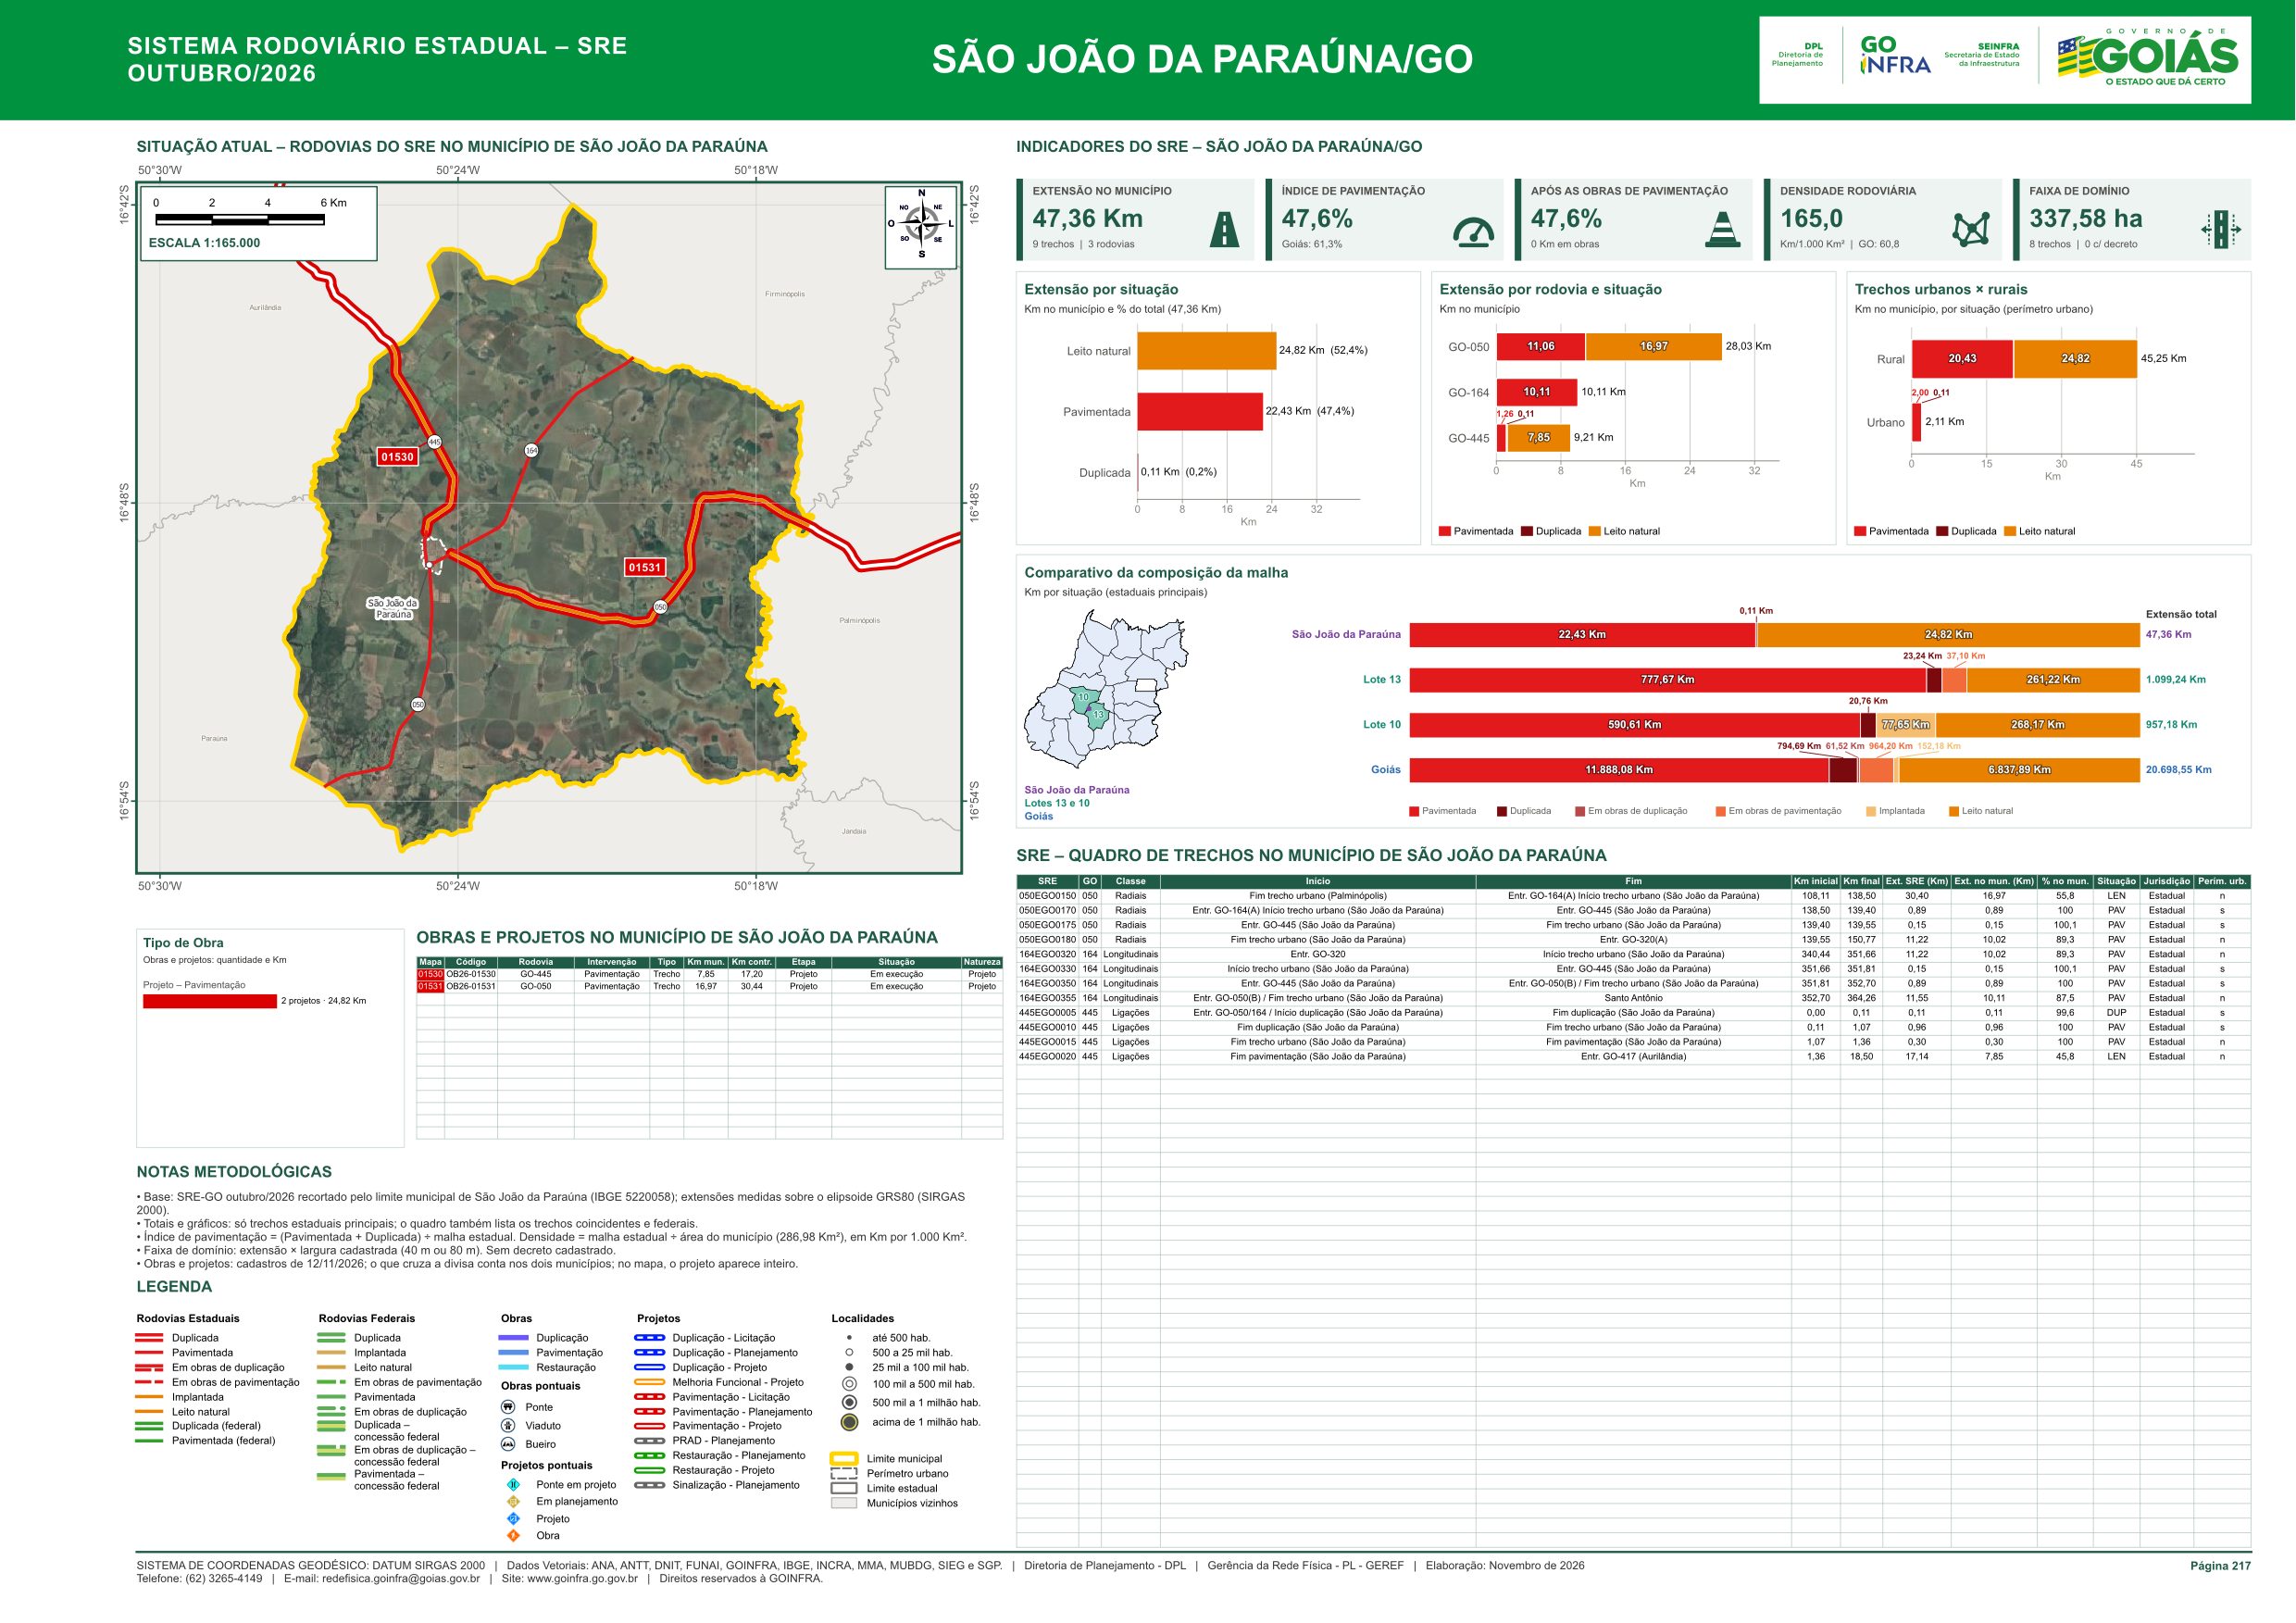 SISTEMA RODOVIÁRIO ESTADUAL – SRE
OUTUBRO/2026
SÃO JOÃO DA PARAÚNA/GO
DPL
Diretoria de
Planejamento
GO
INFRA
SEINFRA
Secretaria de Estado
da Infraestrutura
GOVERNO DE
GOIÁS
O ESTADO QUE DÁ CERTO
SITUAÇÃO ATUAL – RODOVIAS DO SRE NO MUNICÍPIO DE SÃO JOÃO DA PARAÚNA
50°30'W 50°24'W 50°18'W
16°42'S 16°42'S
0 2 4 6 Km
ESCALA 1:165.000
N
NO NE
O L
SO SE
S
Aurilândia
Firminópolis
445
01530
164
16°48'S 16°48'S
01531
050
São João da
Paraúna
Palminópolis
050
Paraúna
16°54'S 16°54'S
Jandaia
50°30'W 50°24'W 50°18'W
INDICADORES DO SRE – SÃO JOÃO DA PARAÚNA/GO
EXTENSÃO NO MUNICÍPIO
47,36 Km
9 trechos | 3 rodovias
ÍNDICE DE PAVIMENTAÇÃO
47,6%
Goiás: 61,3%
APÓS AS OBRAS DE PAVIMENTAÇÃO
47,6%
0 Km em obras
DENSIDADE RODOVIÁRIA
165,0
Km/1.000 Km² | GO: 60,8
FAIXA DE DOMÍNIO
337,58 ha
8 trechos | 0 c/ decreto
Extensão por situação
Km no município e % do total (47,36 Km)
Leito natural 24,82 Km (52,4%)
Pavimentada 22,43 Km (47,4%)
Duplicada 0,11 Km (0,2%)
0 8 16 24 32
Km
Extensão por rodovia e situação
Km no município
GO-050 11,06 16,97 28,03 Km
GO-164 10,11 10,11 Km
1,26 0,11
GO-445 7,85 9,21 Km
0 8 16 24 32
Km
Pavimentada Duplicada Leito natural
Trechos urbanos × rurais
Km no município, por situação (perímetro urbano)
Rural 20,43 24,82 45,25 Km
2,00 0,11
Urbano 2,11 Km
0 15 30 45
Km
Pavimentada Duplicada Leito natural
Comparativo da composição da malha
Km por situação (estaduais principais)
10
13
São João da Paraúna
Lotes 13 e 10
Goiás
0,11 Km Extensão total
São João da Paraúna 22,43 Km 24,82 Km 47,36 Km
23,24 Km 37,10 Km
Lote 13 777,67 Km 261,22 Km 1.099,24 Km
20,76 Km
Lote 10 590,61 Km 77,65 Km 268,17 Km 957,18 Km
794,69 Km 61,52 Km 964,20 Km 152,18 Km
Goiás 11.888,08 Km 6.837,89 Km 20.698,55 Km
Pavimentada Duplicada Em obras de duplicação Em obras de pavimentação Implantada Leito natural
SRE – QUADRO DE TRECHOS NO MUNICÍPIO DE SÃO JOÃO DA PARAÚNA
SRE GO Classe Início Fim Km inicial Km final Ext. SRE (Km) Ext. no mun. (Km) % no mun. Situação Jurisdição Perím. urb.
050EGO0150 050 Radiais Fim trecho urbano (Palminópolis) Entr. GO-164(A) Início trecho urbano (São João da Paraúna) 108,11 138,50 30,40 16,97 55,8 LEN Estadual n
050EGO0170 050 Radiais Entr. GO-164(A) Início trecho urbano (São João da Paraúna) Entr. GO-445 (São João da Paraúna) 138,50 139,40 0,89 0,89 100 PAV Estadual s
050EGO0175 050 Radiais Entr. GO-445 (São João da Paraúna) Fim trecho urbano (São João da Paraúna) 139,40 139,55 0,15 0,15 100,1 PAV Estadual s
050EGO0180 050 Radiais Fim trecho urbano (São João da Paraúna) Entr. GO-320(A) 139,55 150,77 11,22 10,02 89,3 PAV Estadual n
164EGO0320 164 Longitudinais Entr. GO-320 Início trecho urbano (São João da Paraúna) 340,44 351,66 11,22 10,02 89,3 PAV Estadual n
164EGO0330 164 Longitudinais Início trecho urbano (São João da Paraúna) Entr. GO-445 (São João da Paraúna) 351,66 351,81 0,15 0,15 100,1 PAV Estadual s
164EGO0350 164 Longitudinais Entr. GO-445 (São João da Paraúna) Entr. GO-050(B) / Fim trecho urbano (São João da Paraúna) 351,81 352,70 0,89 0,89 100 PAV Estadual s
164EGO0355 164 Longitudinais Entr. GO-050(B) / Fim trecho urbano (São João da Paraúna) Santo Antônio 352,70 364,26 11,55 10,11 87,5 PAV Estadual n
445EGO0005 445 Ligações Entr. GO-050/164 / Início duplicação (São João da Paraúna) Fim duplicação (São João da Paraúna) 0,00 0,11 0,11 0,11 99,6 DUP Estadual s
445EGO0010 445 Ligações Fim duplicação (São João da Paraúna) Fim trecho urbano (São João da Paraúna) 0,11 1,07 0,96 0,96 100 PAV Estadual s
445EGO0015 445 Ligações Fim trecho urbano (São João da Paraúna) Fim pavimentação (São João da Paraúna) 1,07 1,36 0,30 0,30 100 PAV Estadual n
445EGO0020 445 Ligações Fim pavimentação (São João da Paraúna) Entr. GO-417 (Aurilândia) 1,36 18,50 17,14 7,85 45,8 LEN Estadual n
Tipo de Obra
Obras e projetos: quantidade e Km
Projeto – Pavimentação
2 projetos · 24,82 Km
OBRAS E PROJETOS NO MUNICÍPIO DE SÃO JOÃO DA PARAÚNA
Mapa Código Rodovia Intervenção Tipo Km mun. Km contr. Etapa Situação Natureza
01530 OB26-01530 GO-445 Pavimentação Trecho 7,85 17,20 Projeto Em execução Projeto
01531 OB26-01531 GO-050 Pavimentação Trecho 16,97 30,44 Projeto Em execução Projeto
NOTAS METODOLÓGICAS
• Base: SRE-GO outubro/2026 recortado pelo limite municipal de São João da Paraúna (IBGE 5220058); extensões medidas sobre o elipsoide GRS80 (SIRGAS
2000).
• Totais e gráficos: só trechos estaduais principais; o quadro também lista os trechos coincidentes e federais.
• Índice de pavimentação = (Pavimentada + Duplicada) ÷ malha estadual. Densidade = malha estadual ÷ área do município (286,98 Km²), em Km por 1.000 Km².
• Faixa de domínio: extensão × largura cadastrada (40 m ou 80 m). Sem decreto cadastrado.
• Obras e projetos: cadastros de 12/11/2026; o que cruza a divisa conta nos dois municípios; no mapa, o projeto aparece inteiro.
LEGENDA
Rodovias Estaduais
Duplicada
Pavimentada
Em obras de duplicação
Em obras de pavimentação
Implantada
Leito natural
Duplicada (federal)
Pavimentada (federal)
Rodovias Federais
Duplicada
Implantada
Leito natural
Em obras de pavimentação
Pavimentada
Em obras de duplicação
Duplicada –
concessão federal
Em obras de duplicação –
concessão federal
Pavimentada –
concessão federal
Obras
Duplicação
Pavimentação
Restauração
Obras pontuais
Ponte
Viaduto
Bueiro
Projetos pontuais
Ponte em projeto
Em planejamento
Projeto
Obra
Projetos
Duplicação - Licitação
Duplicação - Planejamento
Duplicação - Projeto
Melhoria Funcional - Projeto
Pavimentação - Licitação
Pavimentação - Planejamento
Pavimentação - Projeto
PRAD - Planejamento
Restauração - Planejamento
Restauração - Projeto
Sinalização - Planejamento
Localidades
até 500 hab.
500 a 25 mil hab.
25 mil a 100 mil hab.
100 mil a 500 mil hab.
500 mil a 1 milhão hab.
acima de 1 milhão hab.
Limite municipal
Perímetro urbano
Limite estadual
Municípios vizinhos
SISTEMA DE COORDENADAS GEODÉSICO: DATUM SIRGAS 2000 | Dados Vetoriais: ANA, ANTT, DNIT, FUNAI, GOINFRA, IBGE, INCRA, MMA, MUBDG, SIEG e SGP. | Diretoria de Planejamento - DPL | Gerência da Rede Física - PL - GEREF | Elaboração: Novembro de 2026
Página 217
Telefone: (62) 3265-4149 | E-mail: redefisica.goinfra@goias.gov.br | Site: www.goinfra.go.gov.br | Direitos reservados à GOINFRA.